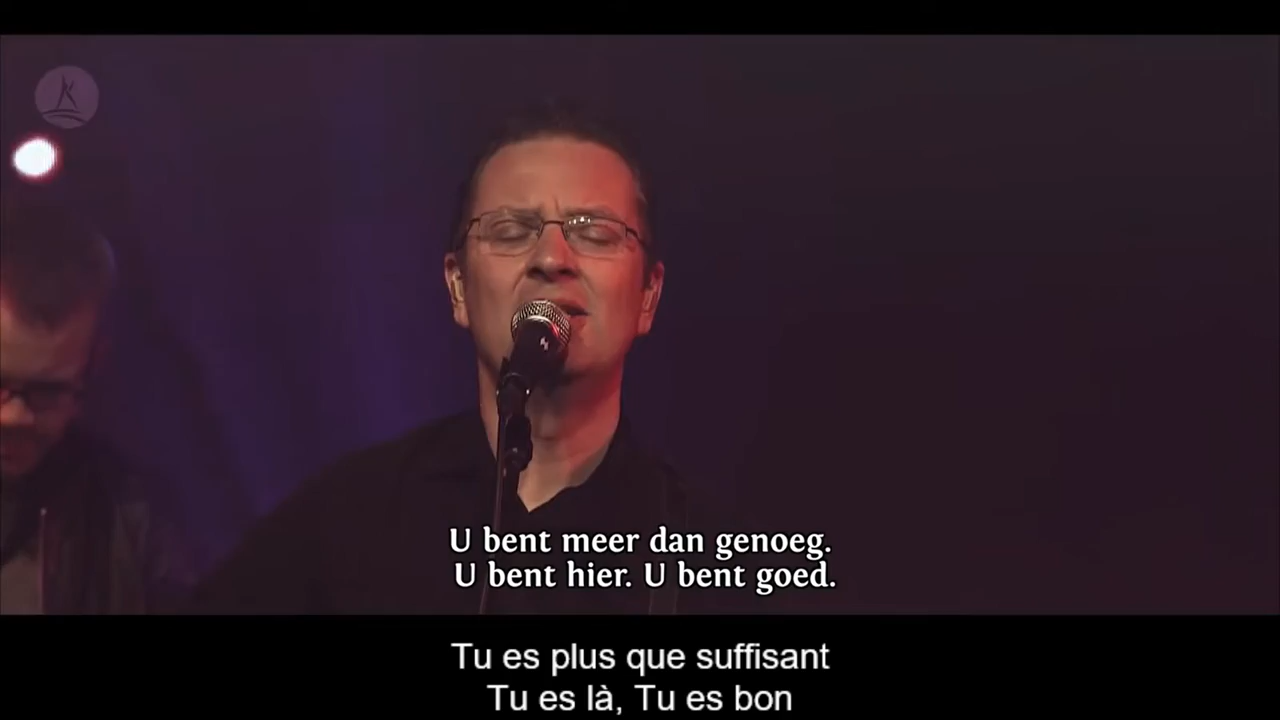 U bent meer dan genoeg.
U bent hier. U bent goed.
Tu es plus que suffisant
Tu es là, Tu es bon